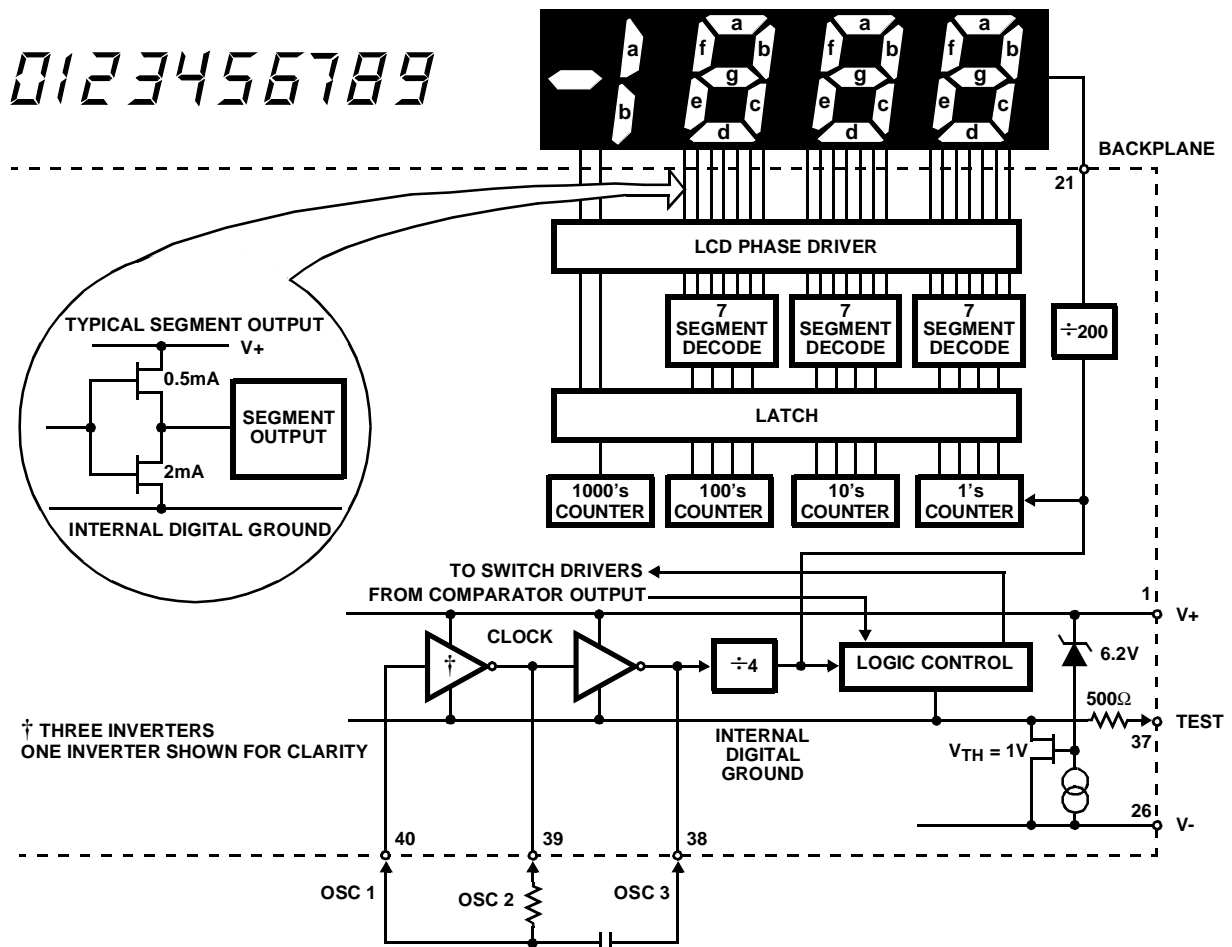 0123456789
a
b
a
f
b
g
e
c
d
a
f
b
g
e
c
d
a
f
b
g
e
c
d
BACKPLANE
21
LCD PHASE DRIVER
TYPICAL SEGMENT OUTPUT
V+
0.5mA
SEGMENT
OUTPUT
2mA
INTERNAL DIGITAL GROUND
7
SEGMENT
DECODE
7
SEGMENT
DECODE
7
SEGMENT
DECODE
÷200
LATCH
1000's
COUNTER
100's
COUNTER
10's
COUNTER
1's
COUNTER
TO SWITCH DRIVERS
FROM COMPARATOR OUTPUT
1
V+
CLOCK
†
÷4
LOGIC CONTROL
6.2V
500Ω
TEST
37
† THREE INVERTERS
ONE INVERTER SHOWN FOR CLARITY
INTERNAL
DIGITAL
GROUND
VTH = 1V
26
V-
40
39
38
OSC 1
OSC 2
OSC 3